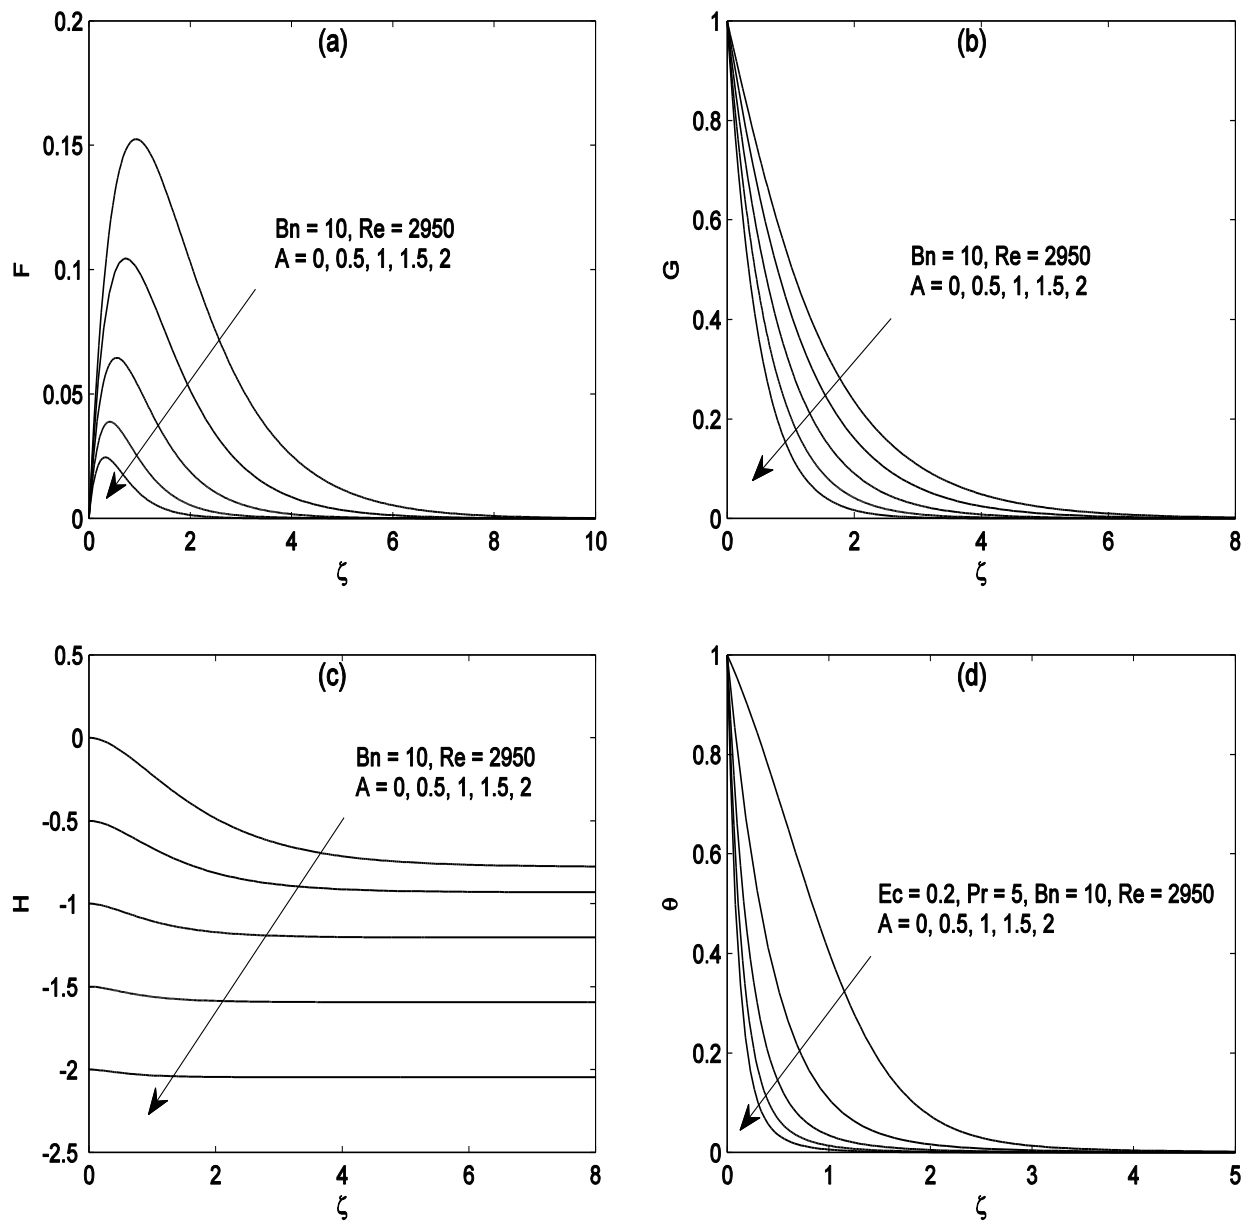 (a)
0.2
0.15
0.1
0.05
0
F
Bn = 10, Re = 2950
A = 0, 0.5, 1, 1.5, 2
0 2 4 6 8 10
ζ
(b)
1
0.8
0.6
0.4
0.2
0
G
Bn = 10, Re = 2950
A = 0, 0.5, 1, 1.5, 2
0 2 4 6 8
ζ
(c)
0.5
0
-0.5
-1
-1.5
-2
-2.5
H
Bn = 10, Re = 2950
A = 0, 0.5, 1, 1.5, 2
0 2 4 6 8
ζ
(d)
1
0.8
0.6
0.4
0.2
0
θ
Ec = 0.2, Pr = 5, Bn = 10, Re = 2950
A = 0, 0.5, 1, 1.5, 2
0 1 2 3 4 5
ζ